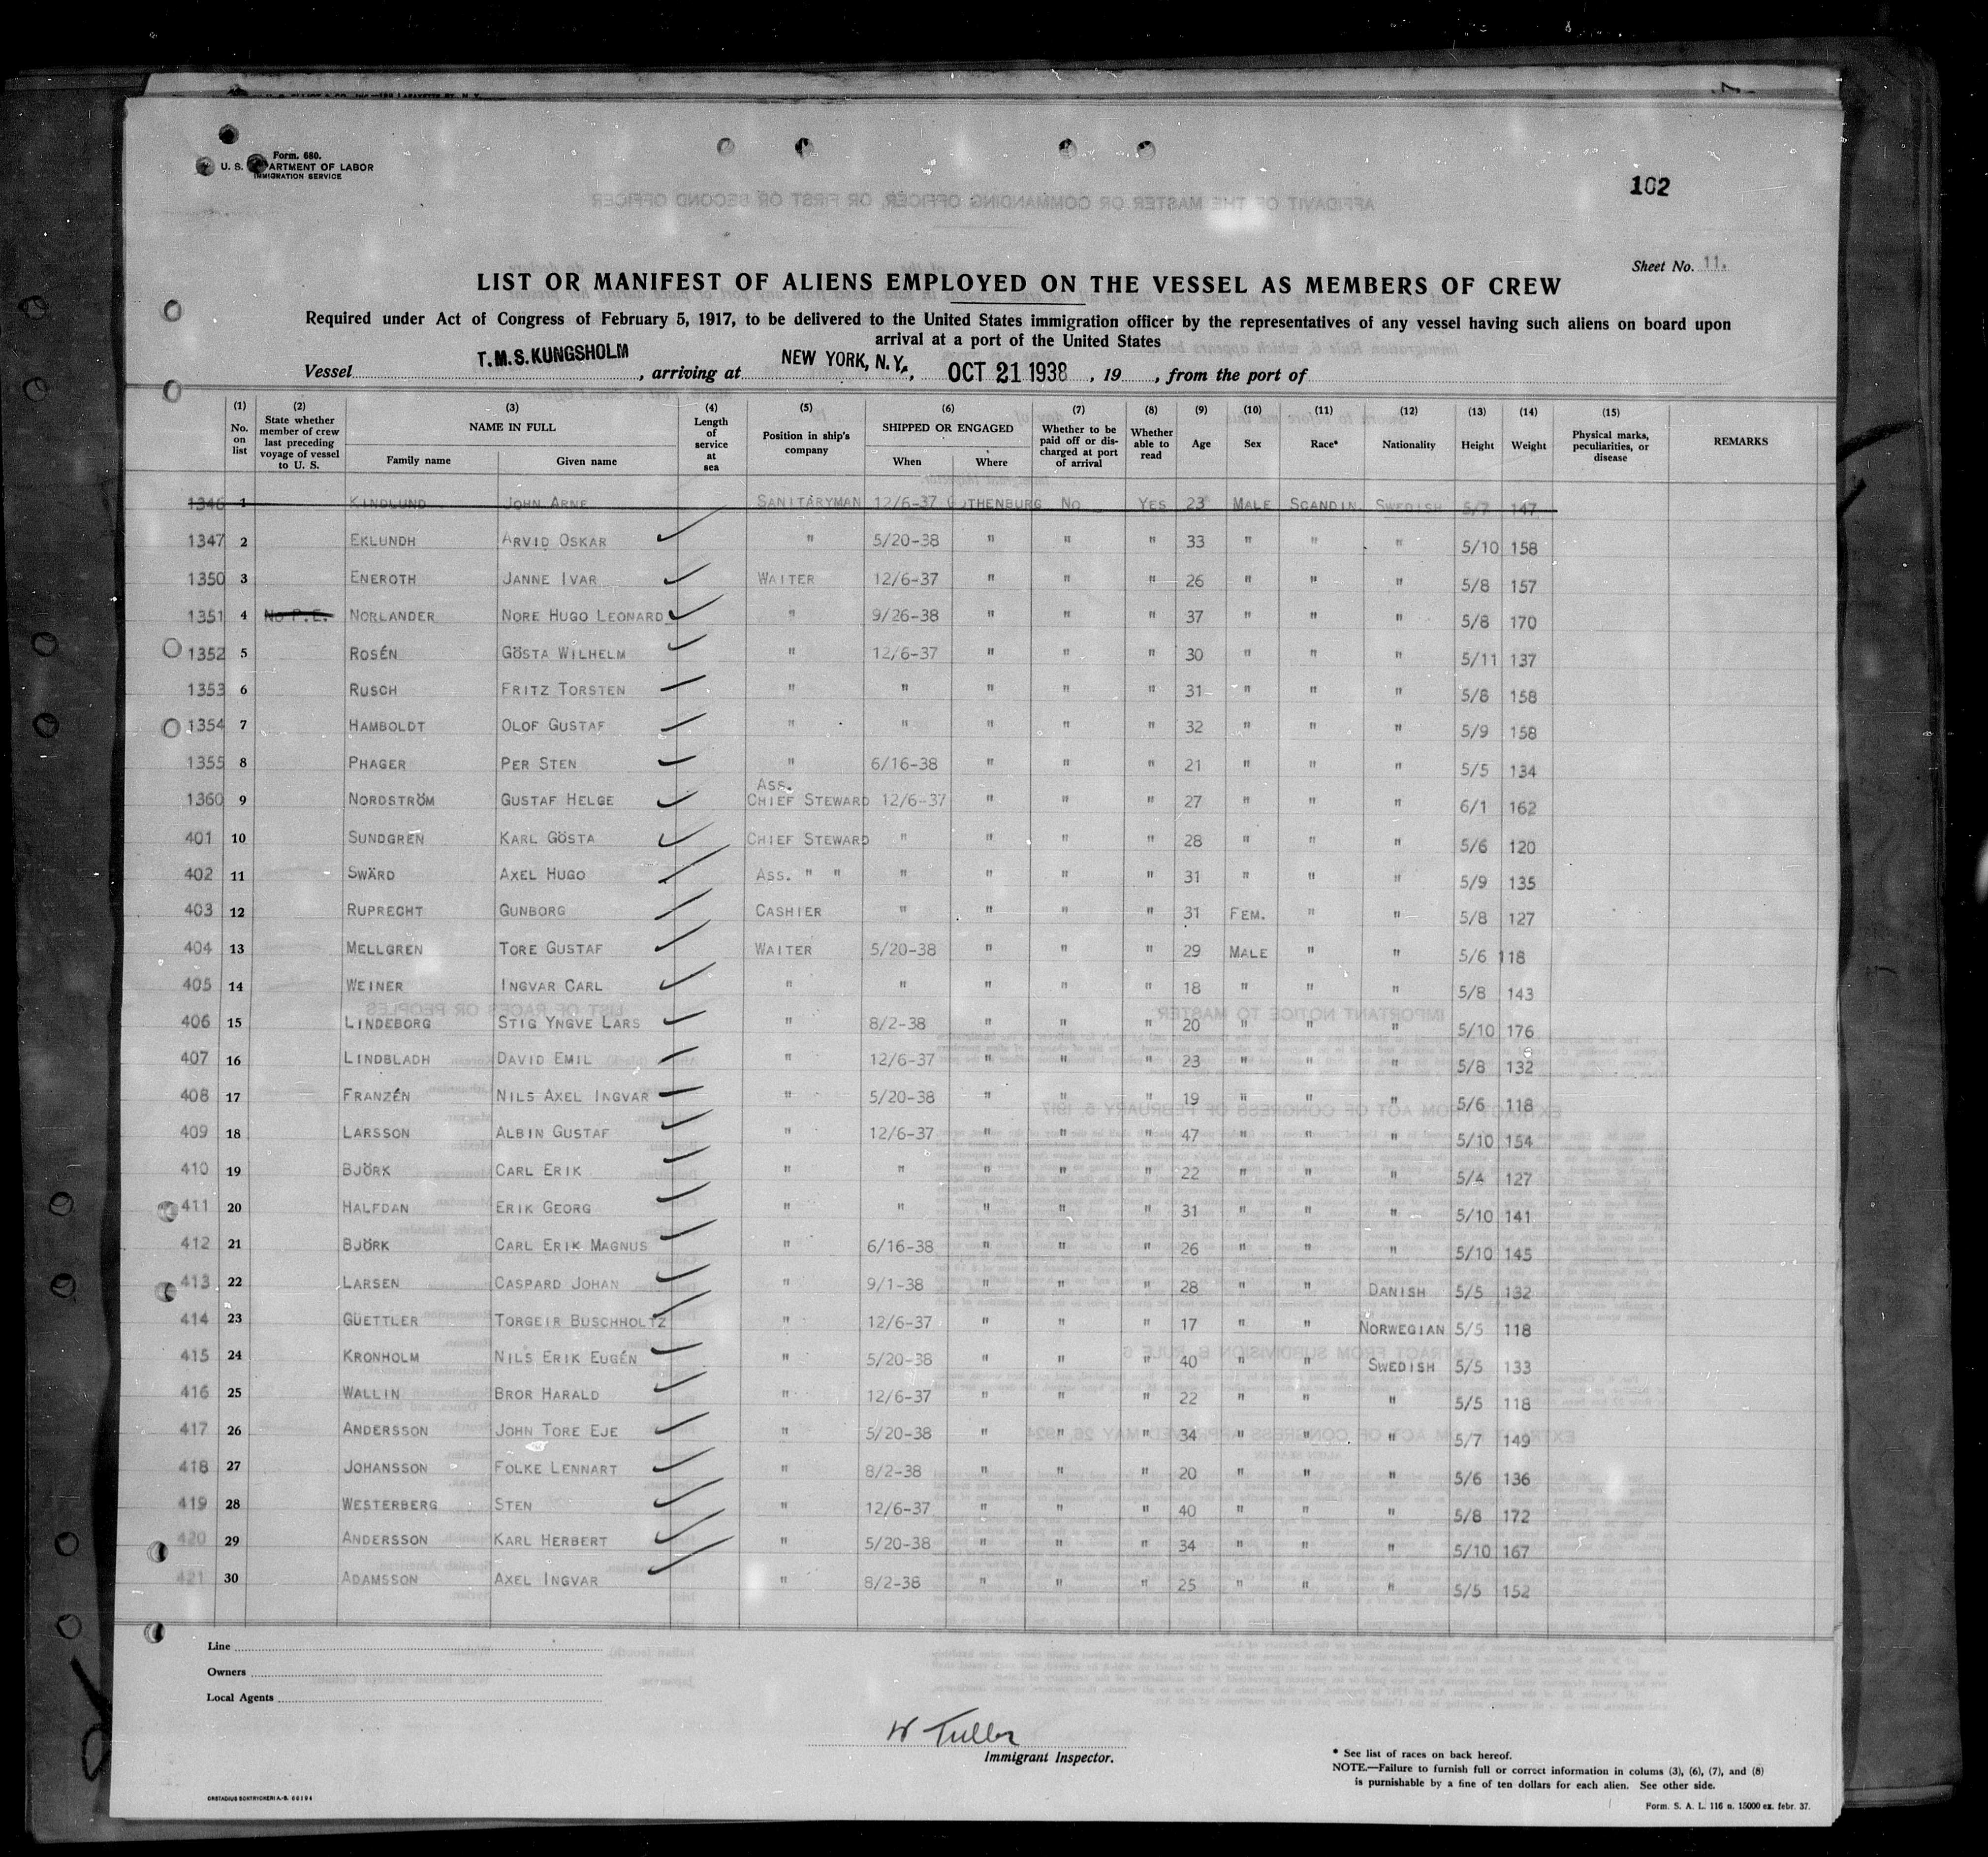 Form. 680.
U. S. DEPARTMENT OF LABOR
IMMIGRATION SERVICE
102
Sheet No. 11.
LIST OR MANIFEST OF ALIENS EMPLOYED ON THE VESSEL AS MEMBERS OF CREW
Required under Act of Congress of February 5, 1917, to be delivered to the United States immigration officer by the representatives of any vessel having such aliens on board upon
arrival at a port of the United States
Vessel T.M.S. KUNGSHOLM, arriving at NEW YORK, N.Y., OCT 21 1938, 19 , from the port of
(1) No. on list (2) State whether member of crew last preceding voyage of vessel to U. S. (3) NAME IN FULL Family name Given name (4) Length of service at sea (5) Position in ship's company (6) SHIPPED OR ENGAGED When Where (7) Whether to be paid off or discharged at port of arrival (8) Whether able to read (9) Age (10) Sex (11) Race* (12) Nationality (13) Height (14) Weight (15) Physical marks, peculiarities, or disease REMARKS
1346 1 KINDLUND JOHN ARNE SANITARYMAN 12/6-37 GOTHENBURG NO YES 23 MALE SCANDIN. SWEDISH 5/7 147
1347 2 EKLUNDH ARVID OSKAR " 5/20-38 " " " 33 " " " 5/10 158
1350 3 ENEROTH JANNE IVAR WAITER 12/6-37 " " " 26 " " " 5/8 157
1351 4 NO P.E. NORLANDER NORE HUGO LEONARD " 9/26-38 " " " 37 " " " 5/8 170
1352 5 ROSÉN GÖSTA WILHELM " 12/6-37 " " " 30 " " " 5/11 137
1353 6 RUSCH FRITZ TORSTEN " " " " " 31 " " " 5/8 158
1354 7 HAMBOLDT OLOF GUSTAF " " " " " 32 " " " 5/9 158
1355 8 PHAGER PER STEN " 6/16-38 " " " 21 " " " 5/5 134
1360 9 NORDSTRÖM GUSTAF HELGE ASS. CHIEF STEWARD 12/6-37 " " " 27 " " " 6/1 162
401 10 SUNDGREN KARL GÖSTA CHIEF STEWARD " " " " 28 " " " 5/6 120
402 11 SWÄRD AXEL HUGO ASS. " " " " " " 31 " " " 5/9 135
403 12 RUPRECHT GUNBORG CASHIER " " " " 31 FEM. " " 5/8 127
404 13 MELLGREN TORE GUSTAF WAITER 5/20-38 " " " 29 MALE " " 5/6 118
405 14 WEINER INGVAR CARL " " " " " 18 " " " 5/8 143
406 15 LINDEBORG STIG YNGVE LARS " 8/2-38 " " " 20 " " " 5/10 176
407 16 LINDBLADH DAVID EMIL " 12/6-37 " " " 23 " " " 5/8 132
408 17 FRANZÉN NILS AXEL INGVAR " 5/20-38 " " " 19 " " " 5/6 118
409 18 LARSSON ALBIN GUSTAF " 12/6-37 " " " 47 " " " 5/10 154
410 19 BJÖRK CARL ERIK " " " " " 22 " " " 5/4 127
411 20 HALFDAN ERIK GEORG " " " " " 31 " " " 5/10 141
412 21 BJÖRK CARL ERIK MAGNUS " 6/16-38 " " " 26 " " " 5/10 145
413 22 LARSEN CASPARD JOHAN " 9/1-38 " " " 28 " " DANISH 5/5 132
414 23 GÜETTLER TORGEIR BUSCHHOLTZ " 12/6-37 " " " 17 " " NORWEGIAN 5/5 118
415 24 KRONHOLM NILS ERIK EUGÉN " 5/20-38 " " " 40 " " SWEDISH 5/5 133
416 25 WALLIN BROR HARALD " 12/6-37 " " " 22 " " " 5/5 118
417 26 ANDERSSON JOHN TORE EJE " 5/20-38 " " " 34 " " " 5/7 149
418 27 JOHANSSON FOLKE LENNART " 8/2-38 " " " 20 " " " 5/6 136
419 28 WESTERBERG STEN " 12/6-37 " " " 40 " " " 5/8 172
420 29 ANDERSSON KARL HERBERT " 5/20-38 " " " 34 " " " 5/10 167
421 30 ADAMSSON AXEL INGVAR " 8/2-38 " " " 25 " " " 5/5 152
Line
Owners
Local Agents
W Tuller
Immigrant Inspector.
* See list of races on back hereof.
NOTE.—Failure to furnish full or correct information in colums (3), (6), (7), and (8)
is purnishable by a fine of ten dollars for each alien. See other side.
Form. S. A. L. 116 n. 15000 ex. febr. 37.